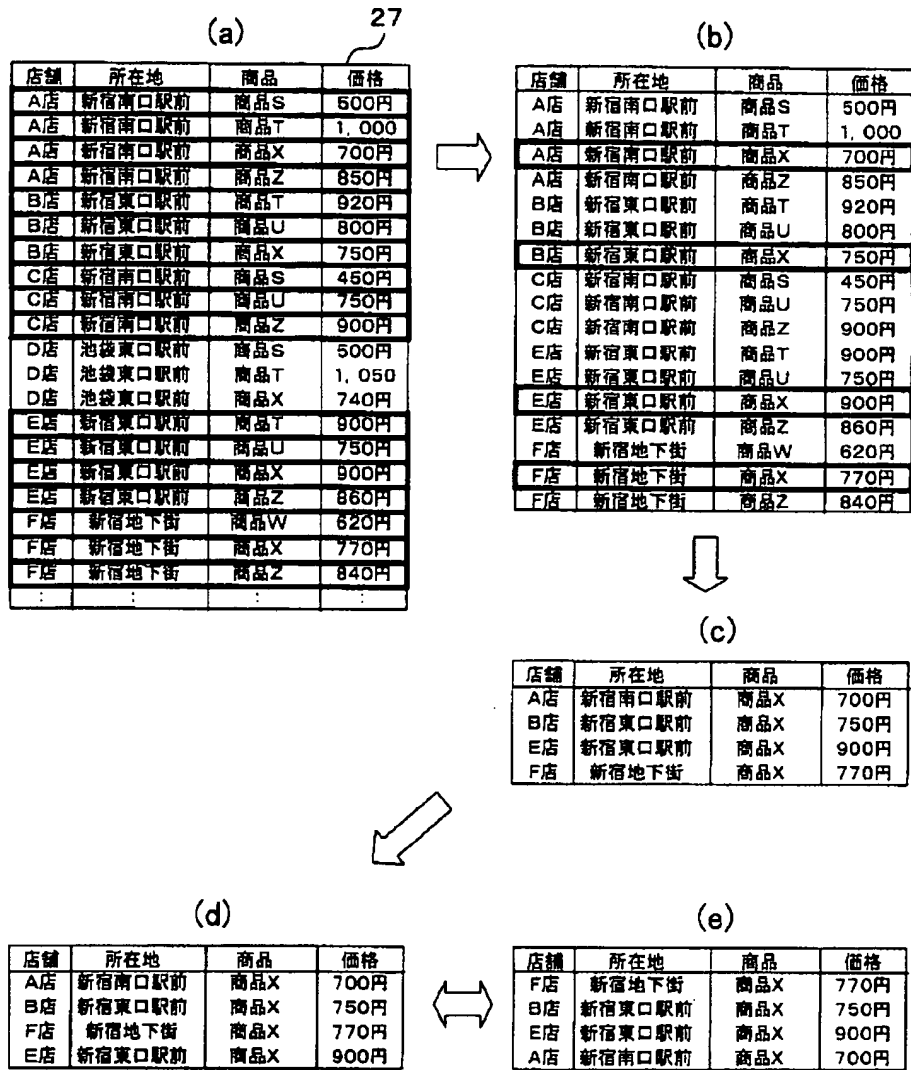 (a)
27
店舗 所在地 商品 価格
A店 新宿南口駅前 商品S 500円
A店 新宿南口駅前 商品T 1,000
A店 新宿南口駅前 商品X 700円
A店 新宿南口駅前 商品Z 850円
B店 新宿東口駅前 商品T 920円
B店 新宿東口駅前 商品U 800円
B店 新宿東口駅前 商品X 750円
C店 新宿南口駅前 商品S 450円
C店 新宿南口駅前 商品U 750円
C店 新宿南口駅前 商品Z 900円
D店 池袋東口駅前 商品S 500円
D店 池袋東口駅前 商品T 1,050
D店 池袋東口駅前 商品X 740円
E店 新宿東口駅前 商品T 900円
E店 新宿東口駅前 商品U 750円
E店 新宿東口駅前 商品X 900円
E店 新宿東口駅前 商品Z 860円
F店 新宿地下街 商品W 620円
F店 新宿地下街 商品X 770円
F店 新宿地下街 商品Z 840円
: : : :
(b)
店舗 所在地 商品 価格
A店 新宿南口駅前 商品S 500円
A店 新宿南口駅前 商品T 1,000
A店 新宿南口駅前 商品X 700円
A店 新宿南口駅前 商品Z 850円
B店 新宿東口駅前 商品T 920円
B店 新宿東口駅前 商品U 800円
B店 新宿東口駅前 商品X 750円
C店 新宿南口駅前 商品S 450円
C店 新宿南口駅前 商品U 750円
C店 新宿南口駅前 商品Z 900円
E店 新宿東口駅前 商品T 900円
E店 新宿東口駅前 商品U 750円
E店 新宿東口駅前 商品X 900円
E店 新宿東口駅前 商品Z 860円
F店 新宿地下街 商品W 620円
F店 新宿地下街 商品X 770円
F店 新宿地下街 商品Z 840円
(c)
店舗 所在地 商品 価格
A店 新宿南口駅前 商品X 700円
B店 新宿東口駅前 商品X 750円
E店 新宿東口駅前 商品X 900円
F店 新宿地下街 商品X 770円
(d)
店舗 所在地 商品 価格
A店 新宿南口駅前 商品X 700円
B店 新宿東口駅前 商品X 750円
F店 新宿地下街 商品X 770円
E店 新宿東口駅前 商品X 900円
(e)
店舗 所在地 商品 価格
F店 新宿地下街 商品X 770円
B店 新宿東口駅前 商品X 750円
E店 新宿東口駅前 商品X 900円
A店 新宿南口駅前 商品X 700円